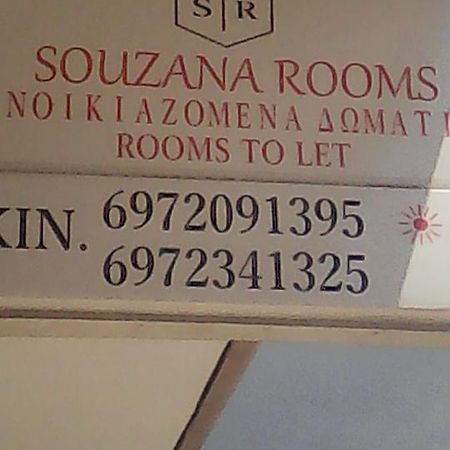 S R
SOUZANA ROOMS
ΝΟΙΚΙΑΖΟΜΕΝΑ ΔΩΜΑΤΙ
ROOMS TO LET
ΚΙΝ. 6972091395
6972341325